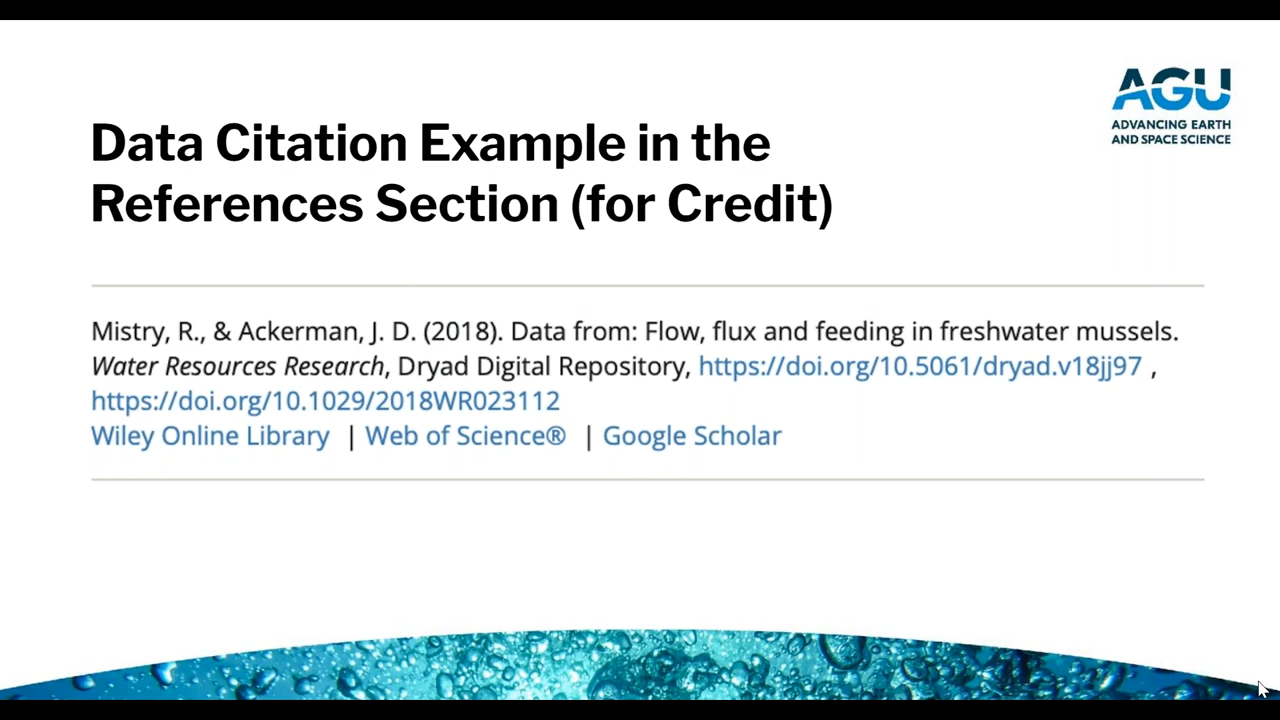 AGU
ADVANCING EARTH
AND SPACE SCIENCE
Data Citation Example in the
References Section (for Credit)
Mistry, R., & Ackerman, J. D. (2018). Data from: Flow, flux and feeding in freshwater mussels.
Water Resources Research, Dryad Digital Repository, https://doi.org/10.5061/dryad.v18jj97 ,
https://doi.org/10.1029/2018WR023112
Wiley Online Library | Web of Science® | Google Scholar